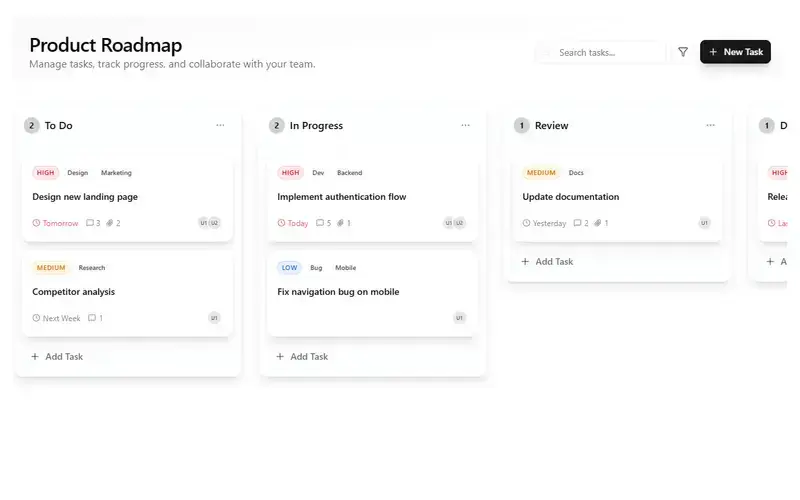 Product Roadmap
Manage tasks, track progress, and collaborate with your team.
Search tasks...
New Task
2 To Do
HIGH Design Marketing
Design new landing page
Tomorrow 3 2
U1 U2
MEDIUM Research
Competitor analysis
Next Week 1
U1
Add Task
2 In Progress
HIGH Dev Backend
Implement authentication flow
Today 5 1
U1 U2
LOW Bug Mobile
Fix navigation bug on mobile
U1
Add Task
1 Review
MEDIUM Docs
Update documentation
Yesterday 2 1
U1
Add Task
1 D
HIGH
Relea
Las
A